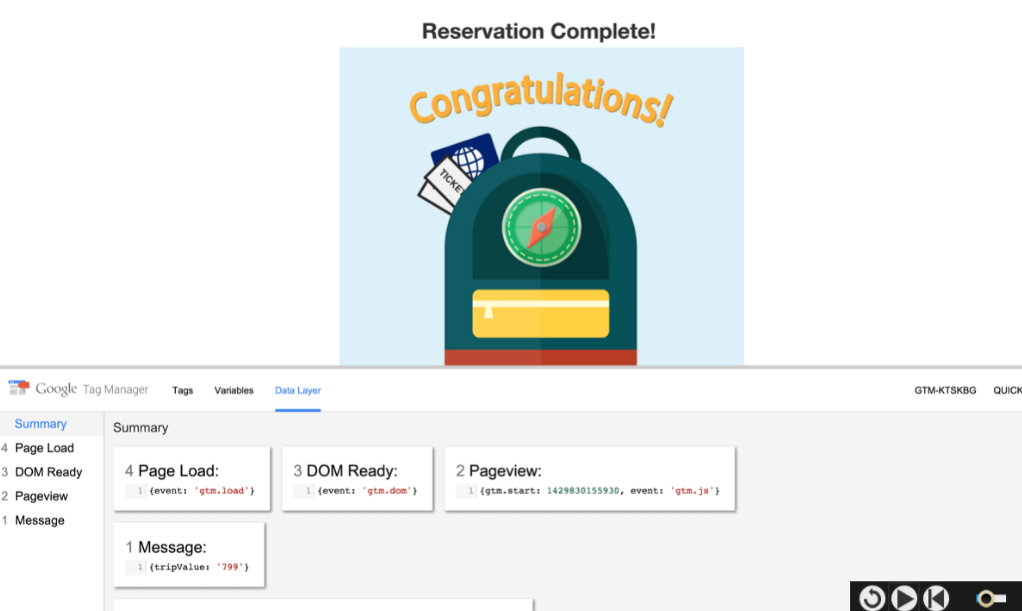 Reservation Complete!
Congratulations!
TICKE
Google Tag Manager Tags Variables Data Layer GTM-KTSKBG QUICK
Summary
4 Page Load
3 DOM Ready
2 Pageview
1 Message
Summary
4 Page Load:
1 {event: 'gtm.load'}
3 DOM Ready:
1 {event: 'gtm.dom'}
2 Pageview:
1 {gtm.start: 1429830155930, event: 'gtm.js'}
1 Message:
1 {tripValue: '799'}